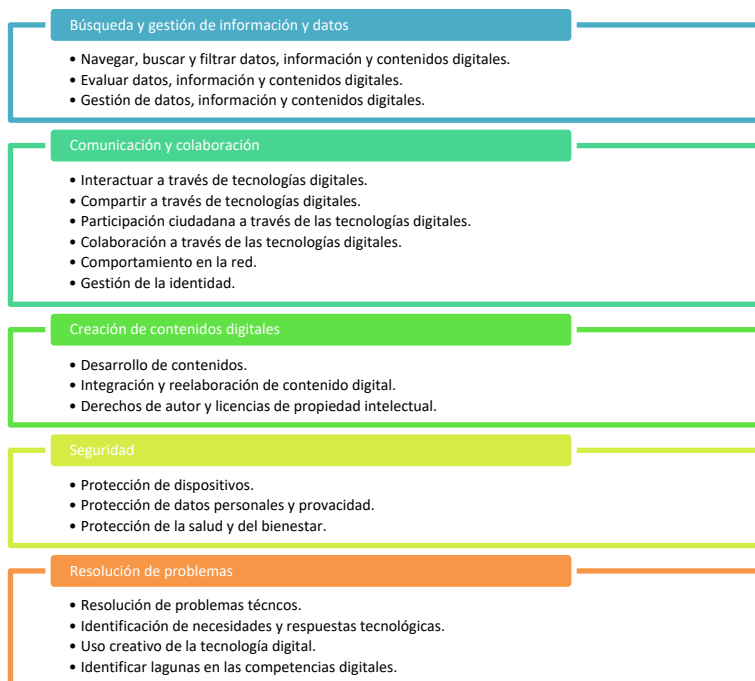 Búsqueda y gestión de información y datos
• Navegar, buscar y filtrar datos, información y contenidos digitales.
• Evaluar datos, información y contenidos digitales.
• Gestión de datos, información y contenidos digitales.
Comunicación y colaboración
• Interactuar a través de tecnologías digitales.
• Compartir a través de tecnologías digitales.
• Participación ciudadana a través de las tecnologías digitales.
• Colaboración a través de las tecnologías digitales.
• Comportamiento en la red.
• Gestión de la identidad.
Creación de contenidos digitales
• Desarrollo de contenidos.
• Integración y reelaboración de contenido digital.
• Derechos de autor y licencias de propiedad intelectual.
Seguridad
• Protección de dispositivos.
• Protección de datos personales y provacidad.
• Protección de la salud y del bienestar.
Resolución de problemas
• Resolución de problemas técncos.
• Identificación de necesidades y respuestas tecnológicas.
• Uso creativo de la tecnología digital.
• Identificar lagunas en las competencias digitales.